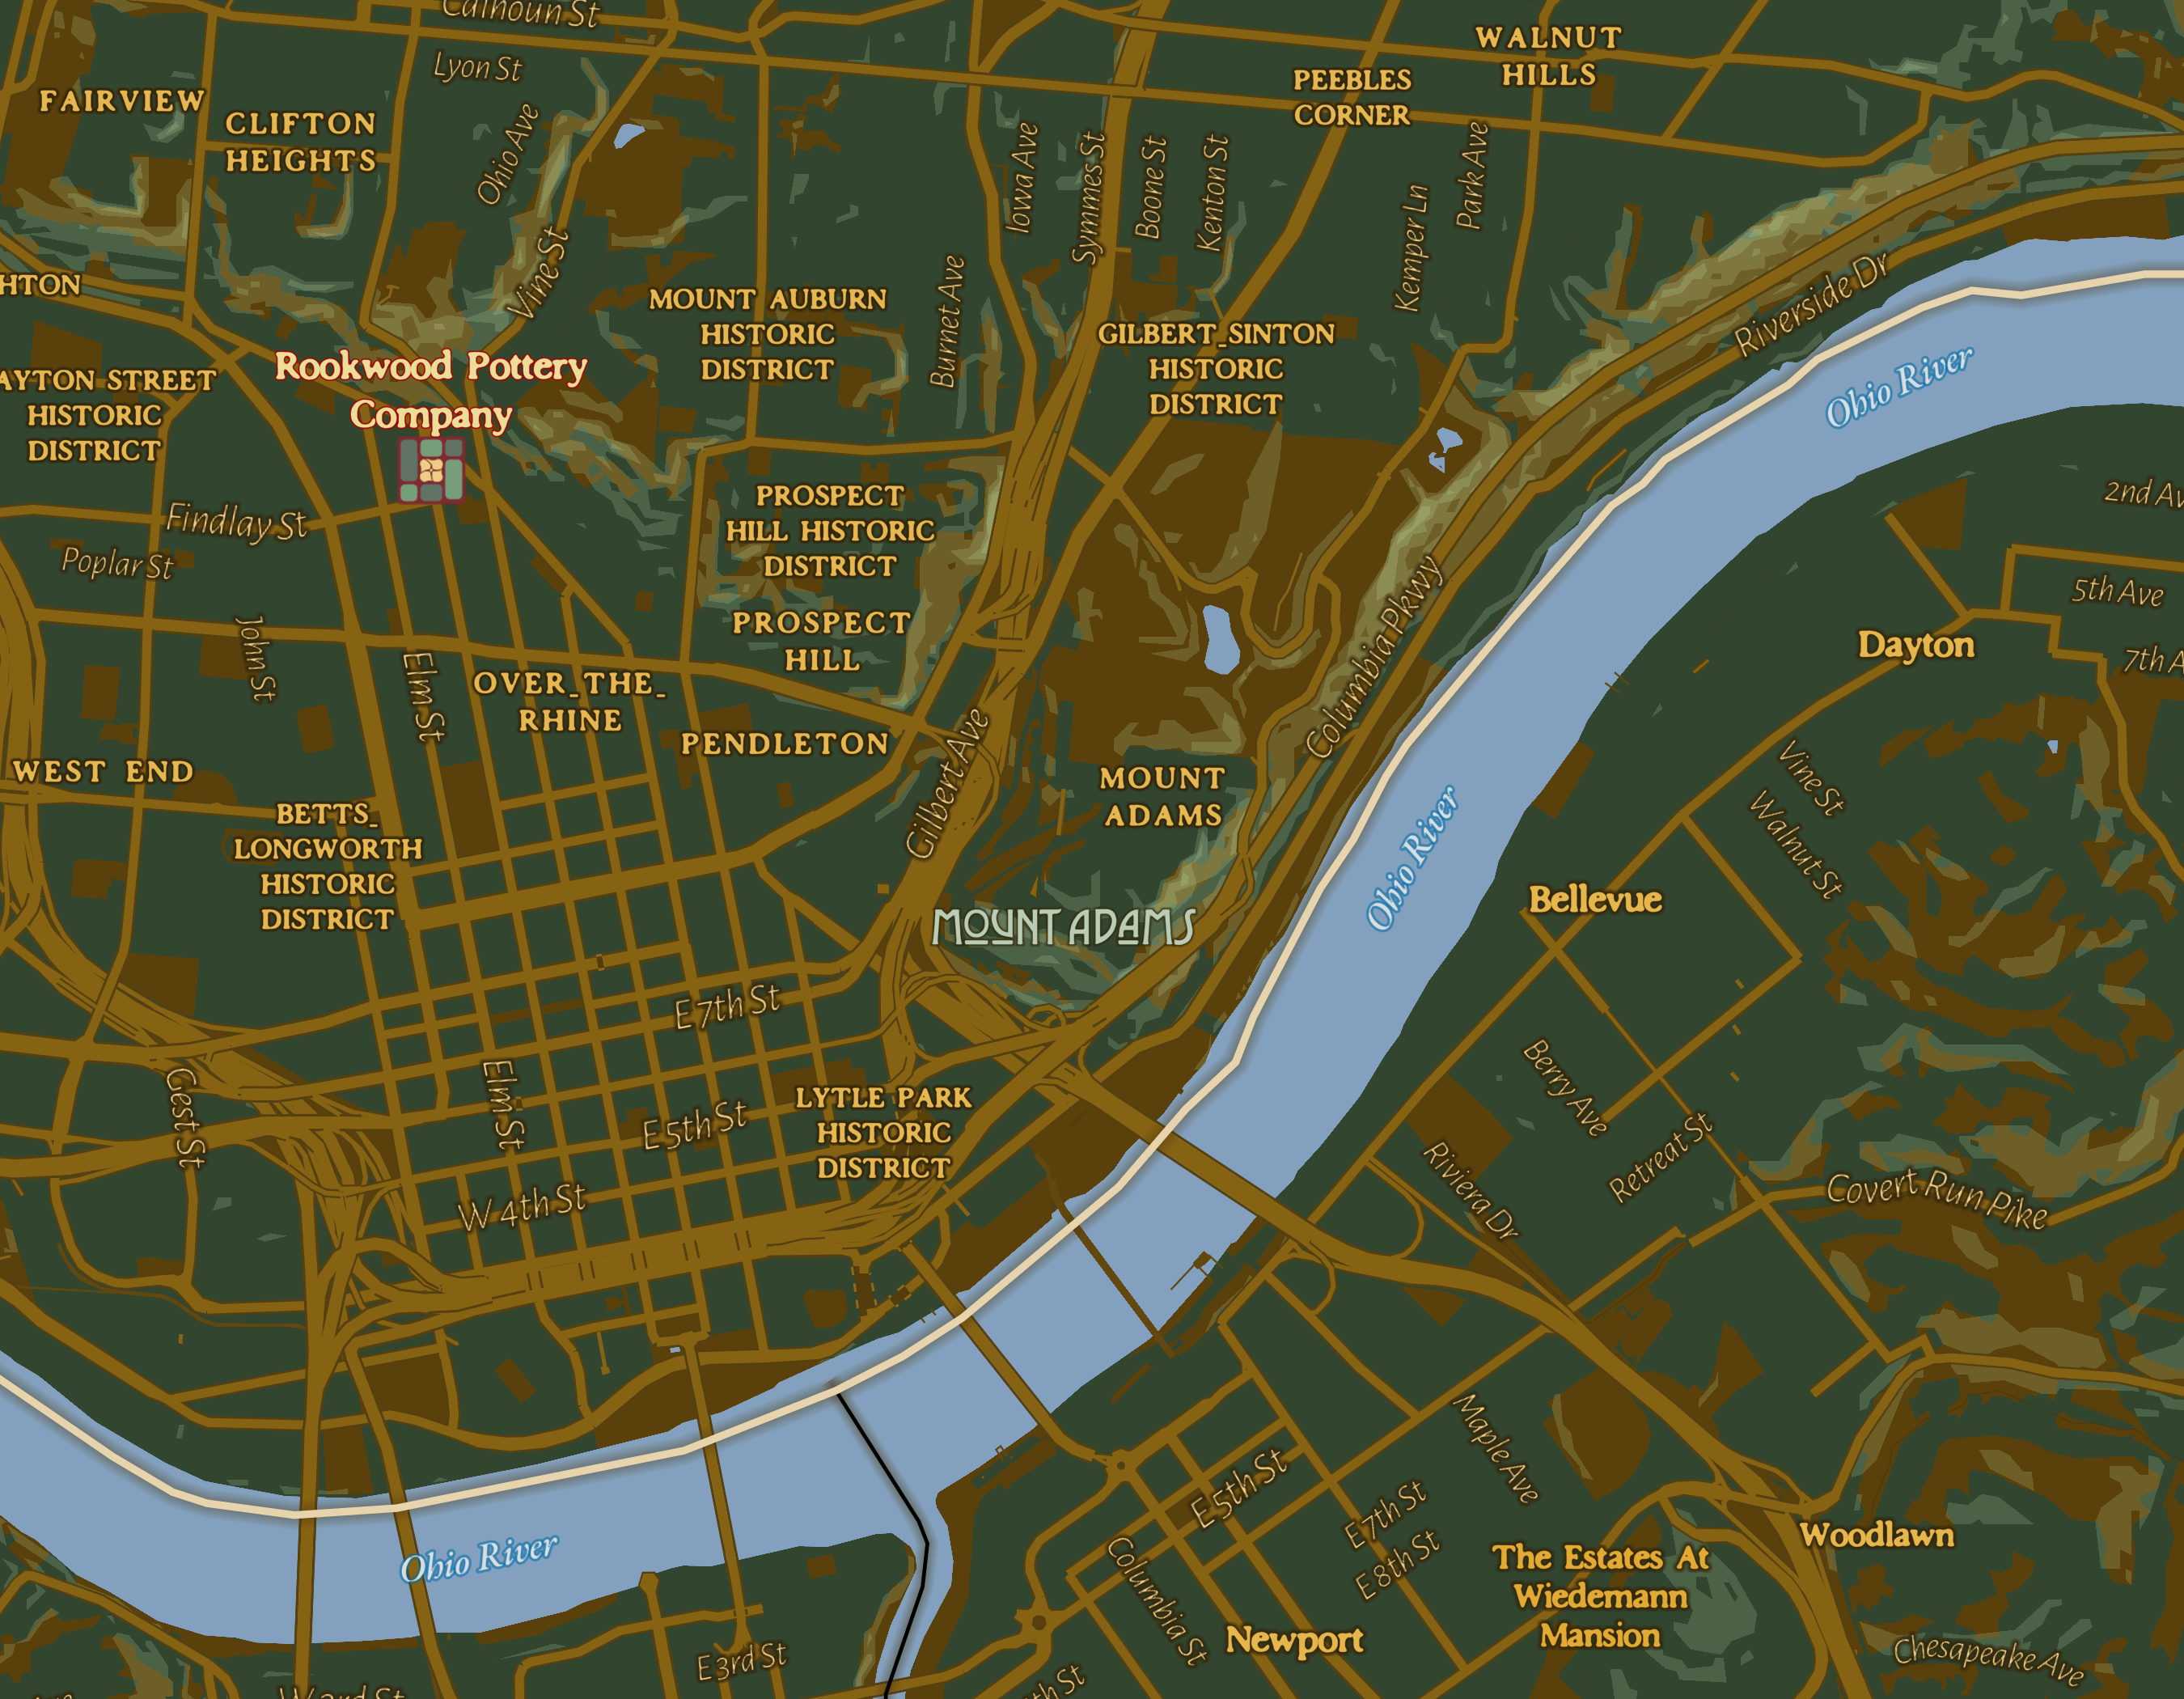 Calhoun St
WALNUT
HILLS
Lyon St
PEEBLES
CORNER
FAIRVIEW
CLIFTON
HEIGHTS
Ohio Ave
Iowa Ave
Symmes St
Boone St
Kenton St
Park Ave
Kemper Ln
Vine St
Burnet Ave
HTON
MOUNT AUBURN
HISTORIC
DISTRICT
GILBERT_SINTON
HISTORIC
DISTRICT
Riverside Dr
Ohio River
AYTON STREET
HISTORIC
DISTRICT
Rookwood Pottery
Company
Findlay St
Poplar St
PROSPECT
HILL HISTORIC
DISTRICT
2nd Av
5th Ave
7th A
Dayton
John St
Elm St
PROSPECT
HILL
OVER_THE_
RHINE
PENDLETON
Columbia Pkwy
WEST END
Gilbert Ave
MOUNT
ADAMS
Ohio River
Vine St
Walnut St
BETTS_
LONGWORTH
HISTORIC
DISTRICT
MOUNT ADAMS
Bellevue
E 7th St
Gest St
Elm St
E 5th St
LYTLE PARK
HISTORIC
DISTRICT
Berry Ave
Retreat St
Riviera Dr
Covert Run Pike
W 4th St
Maple Ave
E 5th St
E 7th St
E 8th St
Ohio River
Columbia St
The Estates At
Wiedemann
Mansion
Woodlawn
Newport
E 3rd St
Chesapeake Ave
W 3rd St
th St